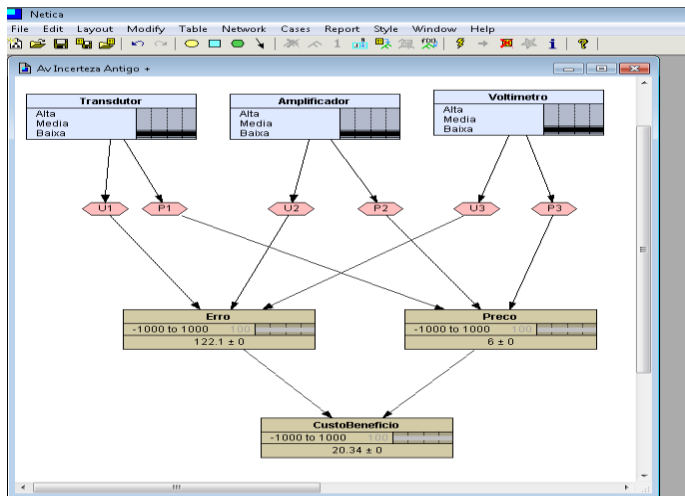 Netica
File Edit Layout Modify Table Network Cases Report Style Window Help
Av Incerteza Antigo +
Transdutor
Alta
Media
Baixa
Amplificador
Alta
Media
Baixa
Voltimetro
Alta
Media
Baixa
U1 P1 U2 P2 U3 P3
Erro
-1000 to 1000 100
122.1 ± 0
Preco
-1000 to 1000 100
6 ± 0
CustoBeneficio
-1000 to 1000 100
20.34 ± 0